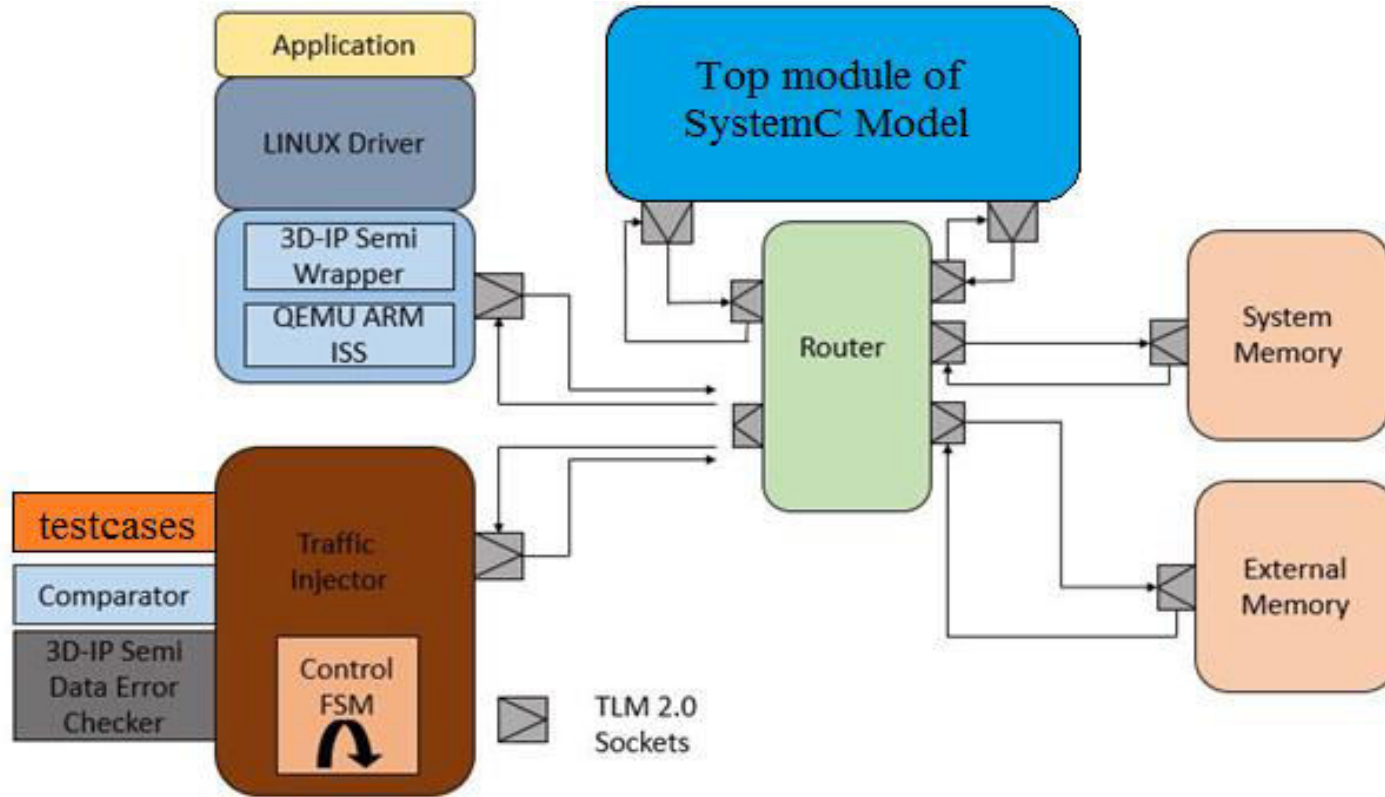 Application
LINUX Driver
3D-IP Semi
Wrapper
QEMU ARM
ISS
Top module of
SystemC Model
Router
System
Memory
External
Memory
testcases
Comparator
3D-IP Semi
Data Error
Checker
Traffic
Injector
Control
FSM
TLM 2.0
Sockets